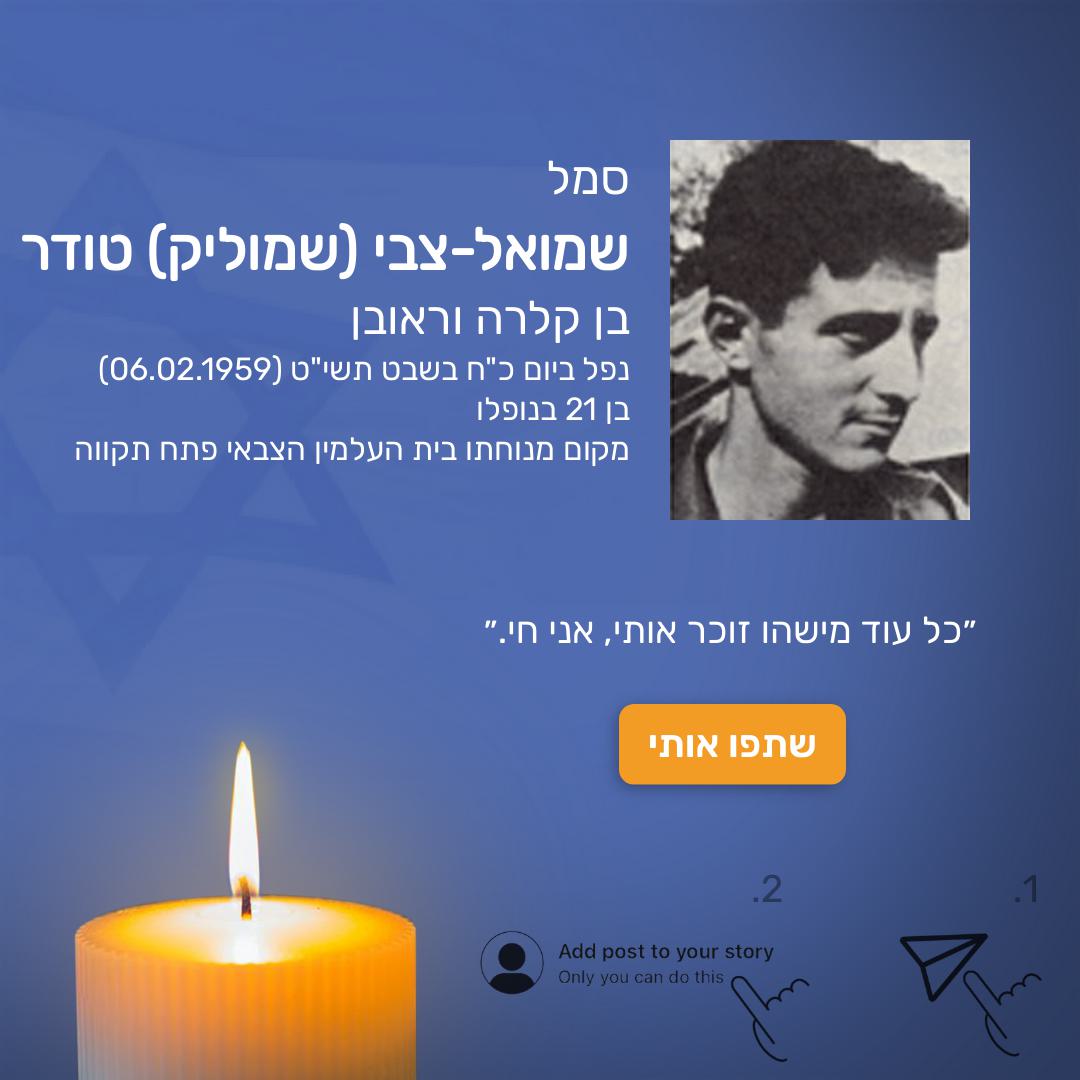 סמל
שמואל-צבי (שמוליק) טודר
בן קלרה וראובן
נפל ביום כ"ח בשבט תשי"ט (06.02.1959)
בן 21 בנופלו
מקום מנוחתו בית העלמין הצבאי פתח תקווה
״כל עוד מישהו זוכר אותי, אני חי.״
שתפו אותי
1.
2.
Add post to your story
Only you can do this